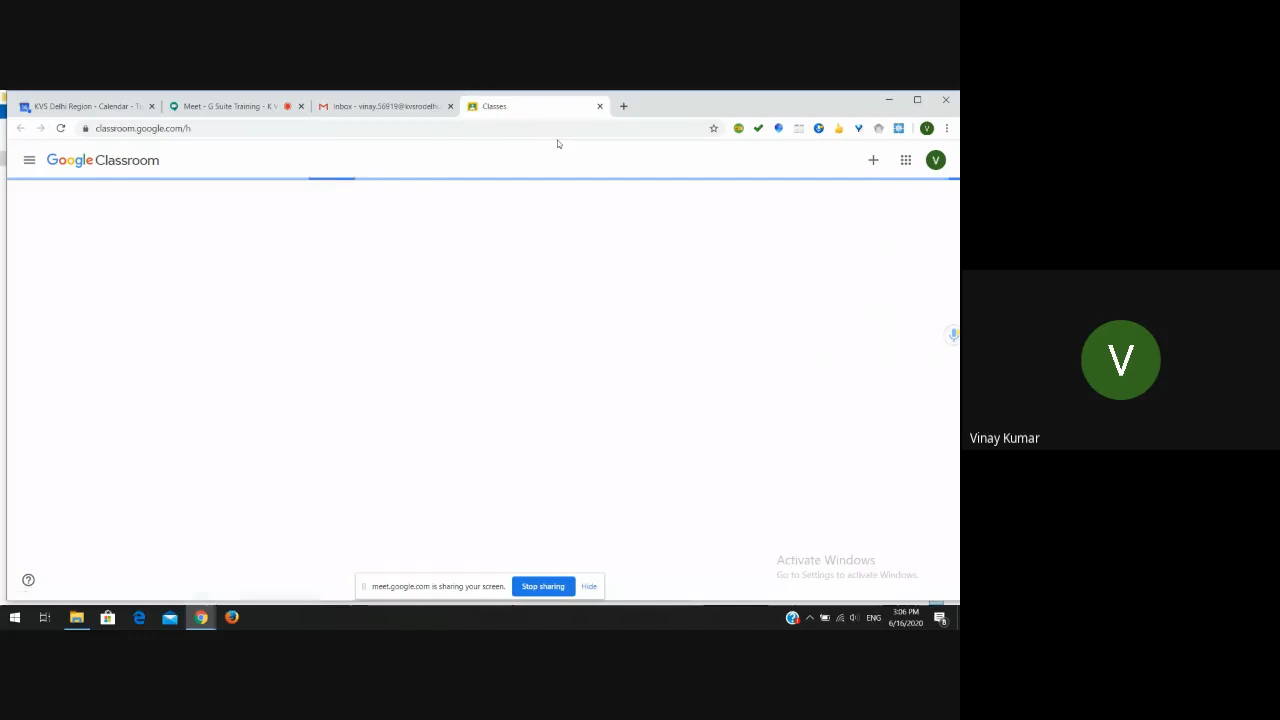 KVS Delhi Region - Calendar - Tu
Meet - G Suite Training - K V
Inbox - vinay.56919@kvsrodelhi
Classes
classroom.google.com/h
V
Google Classroom
V
V
Vinay Kumar
Activate Windows
Go to Settings to activate Windows.
meet.google.com is sharing your screen.
Stop sharing
Hide
ENG
3:06 PM
6/16/2020